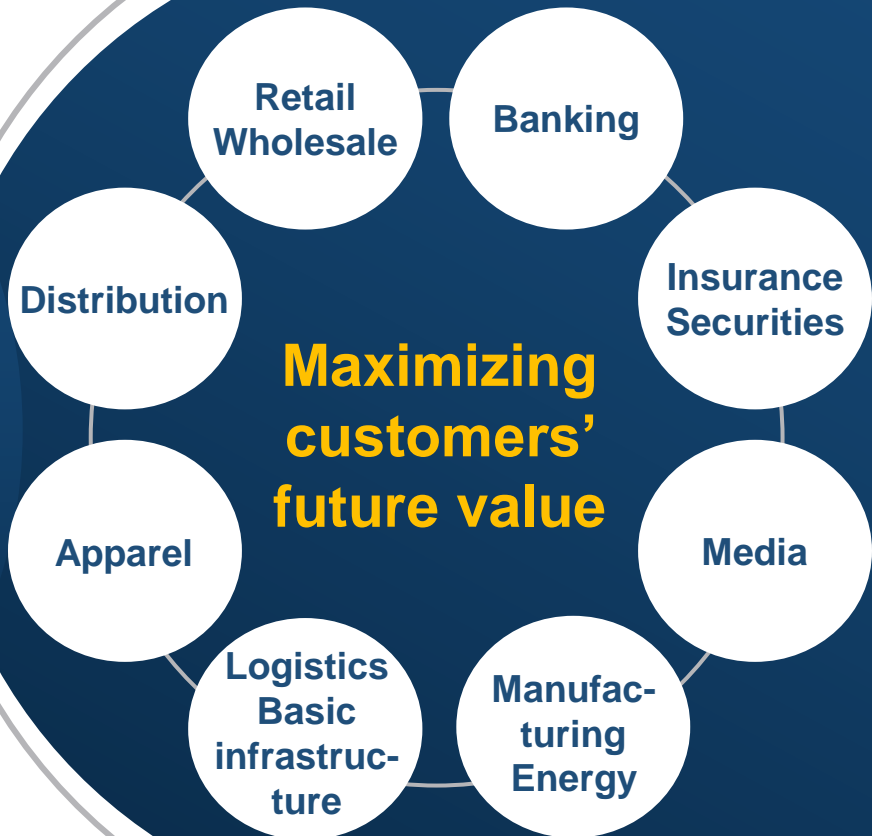 Retail
Wholesale
Banking
Distribution
Insurance
Securities
Maximizing
customers’
future value
Apparel
Media
Logistics
Basic
infrastruc-
ture
Manufac-
turing
Energy